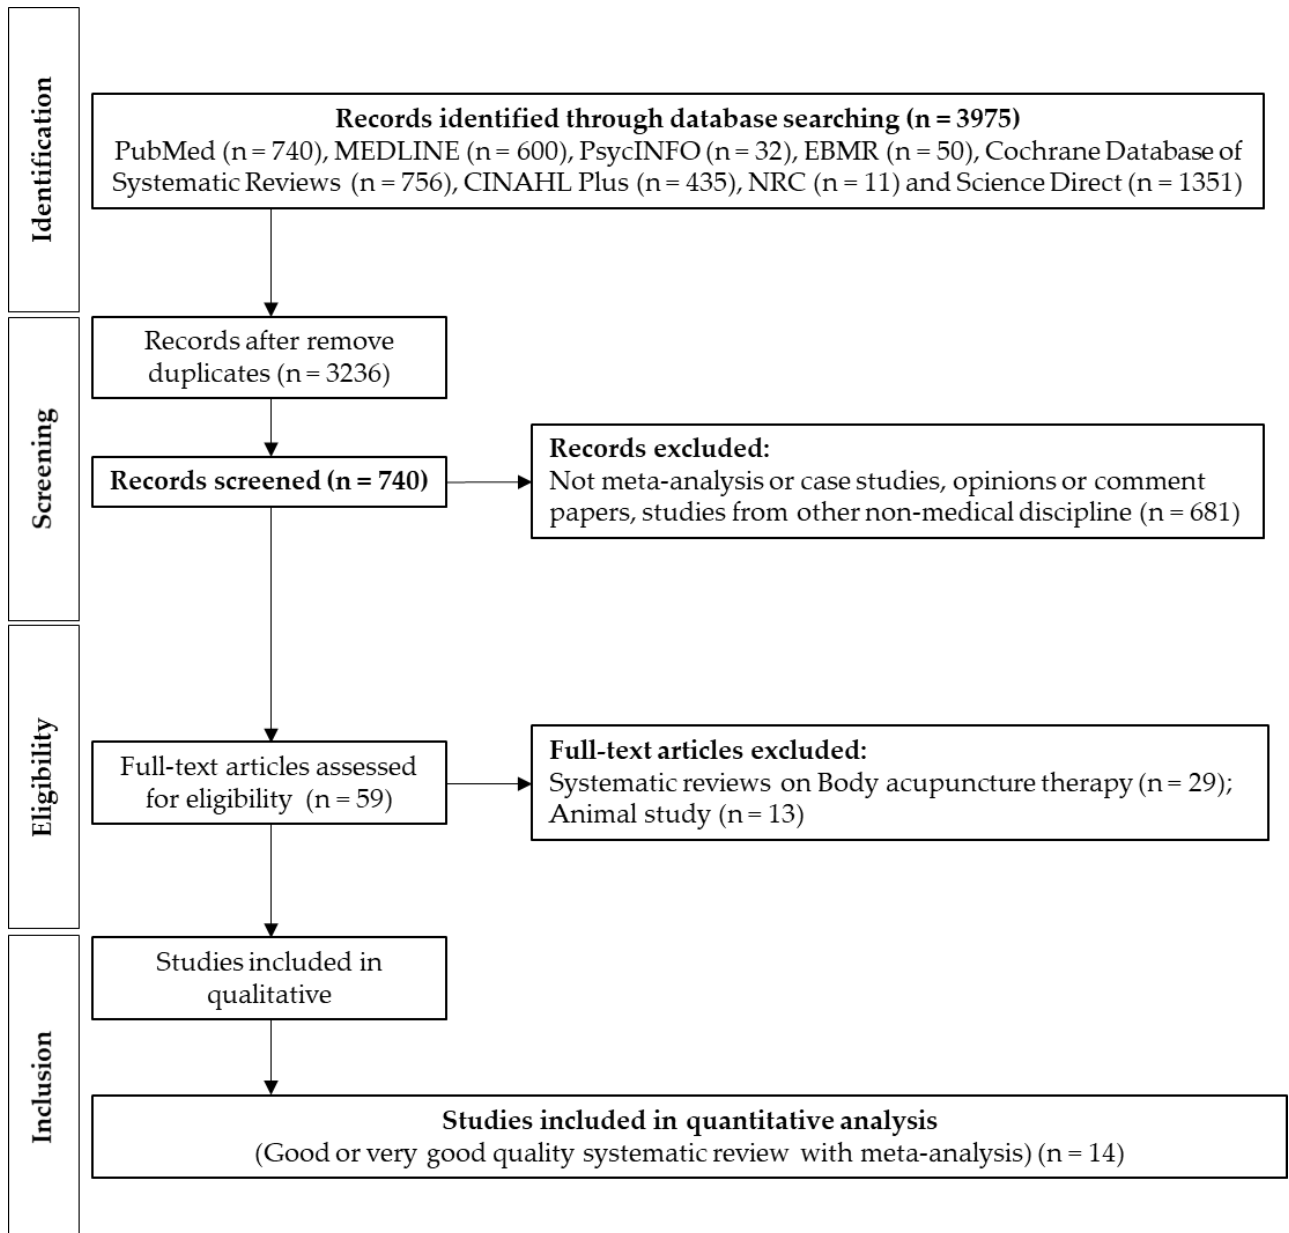 Identification
Records identified through database searching (n = 3975)
PubMed (n = 740), MEDLINE (n = 600), PsycINFO (n = 32), EBMR (n = 50), Cochrane Database of
Systematic Reviews (n = 756), CINAHL Plus (n = 435), NRC (n = 11) and Science Direct (n = 1351)
Screening
Records after remove
duplicates (n = 3236)
Records screened (n = 740)
Records excluded:
Not meta-analysis or case studies, opinions or comment
papers, studies from other non-medical discipline (n = 681)
Eligibility
Full-text articles assessed
for eligibility (n = 59)
Full-text articles excluded:
Systematic reviews on Body acupuncture therapy (n = 29);
Animal study (n = 13)
Inclusion
Studies included in
qualitative
Studies included in quantitative analysis
(Good or very good quality systematic review with meta-analysis) (n = 14)